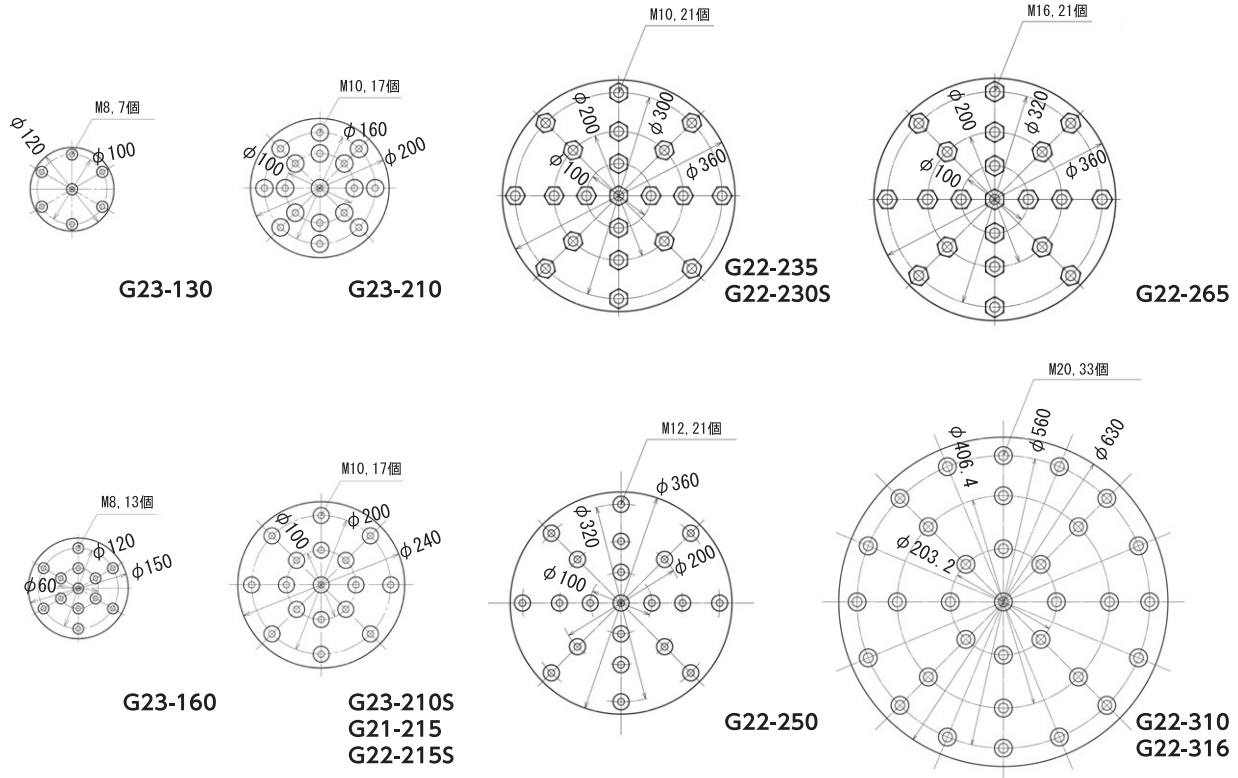 M8, 7個
φ120
φ100
G23-130
M10, 17個
φ160
φ100
φ200
G23-210
M10, 21個
φ200
φ300
φ100
φ360
G22-235
G22-230S
M16, 21個
φ200
φ320
φ100
φ360
G22-265
M8, 13個
φ120
φ150
φ60
G23-160
M10, 17個
φ200
φ100
φ240
G23-210S
G21-215
G22-215S
M12, 21個
φ360
φ320
φ200
φ100
G22-250
M20, 33個
φ406.4
φ560
φ630
φ203.2
G22-310
G22-316